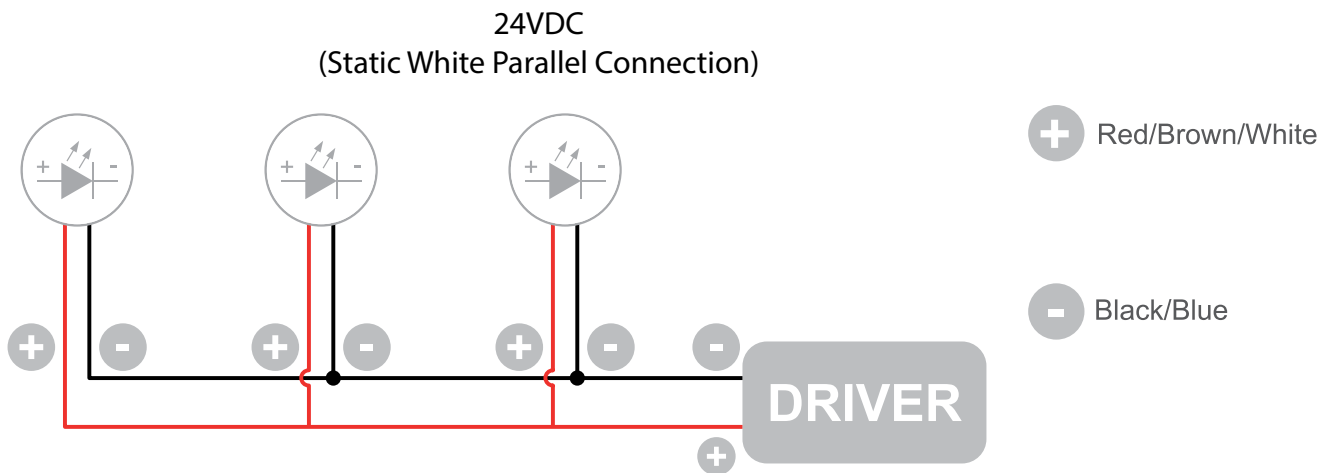 24VDC
(Static White Parallel Connection)
+ -
+ -
+ -
+ Red/Brown/White
- Black/Blue
+ -
+ -
+ -
-
DRIVER
+